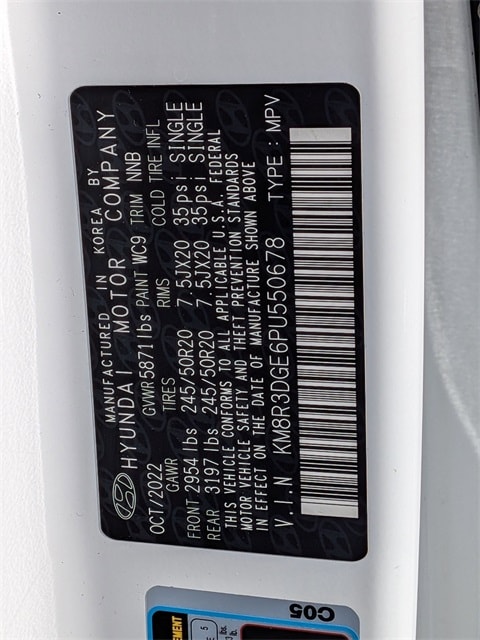 MANUFACTURED IN KOREA BY
HYUNDAI MOTOR COMPANY
OCT/2022 GVWR5871lbs PAINT WC9 TRIM NNB
GAWR TIRES RIMS COLD TIRE INFL
FRONT 2954 lbs 245/50R20 7.5JX20 35psi SINGLE
REAR 3197 lbs 245/50R20 7.5JX20 35psi SINGLE
THIS VEHICLE CONFORMS TO ALL APPLICABLE U.S.A. FEDERAL
MOTOR VEHICLE SAFETY AND THEFT PREVENTION STANDARDS
IN EFFECT ON THE DATE OF MANUFACTURE SHOWN ABOVE
V.I.N KM8R3DGE6PU550678 TYPE : MPV
C05